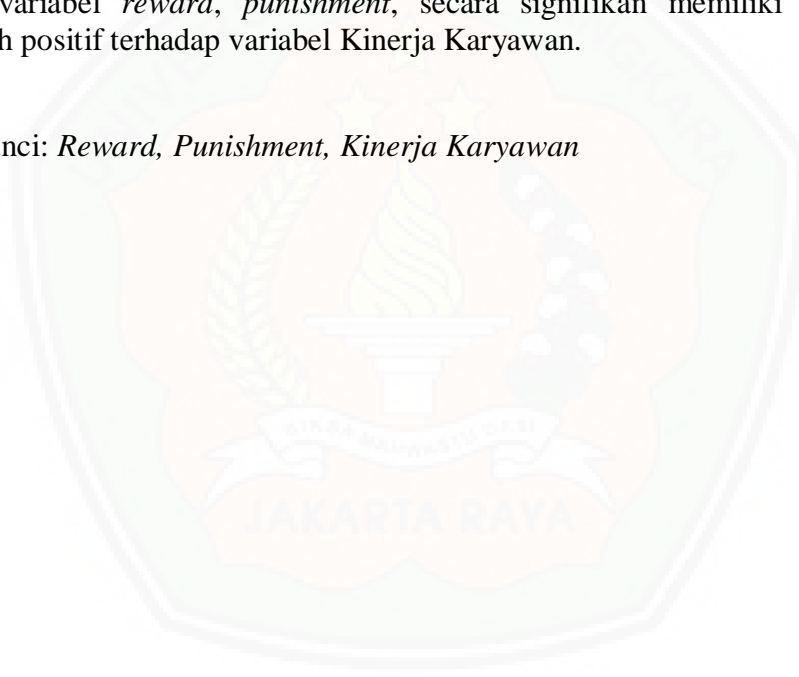 variabel reward, punishment, secara signifikan memiliki
h positif terhadap variabel Kinerja Karyawan.
nci: Reward, Punishment, Kinerja Karyawan
JAKARTA RAYA